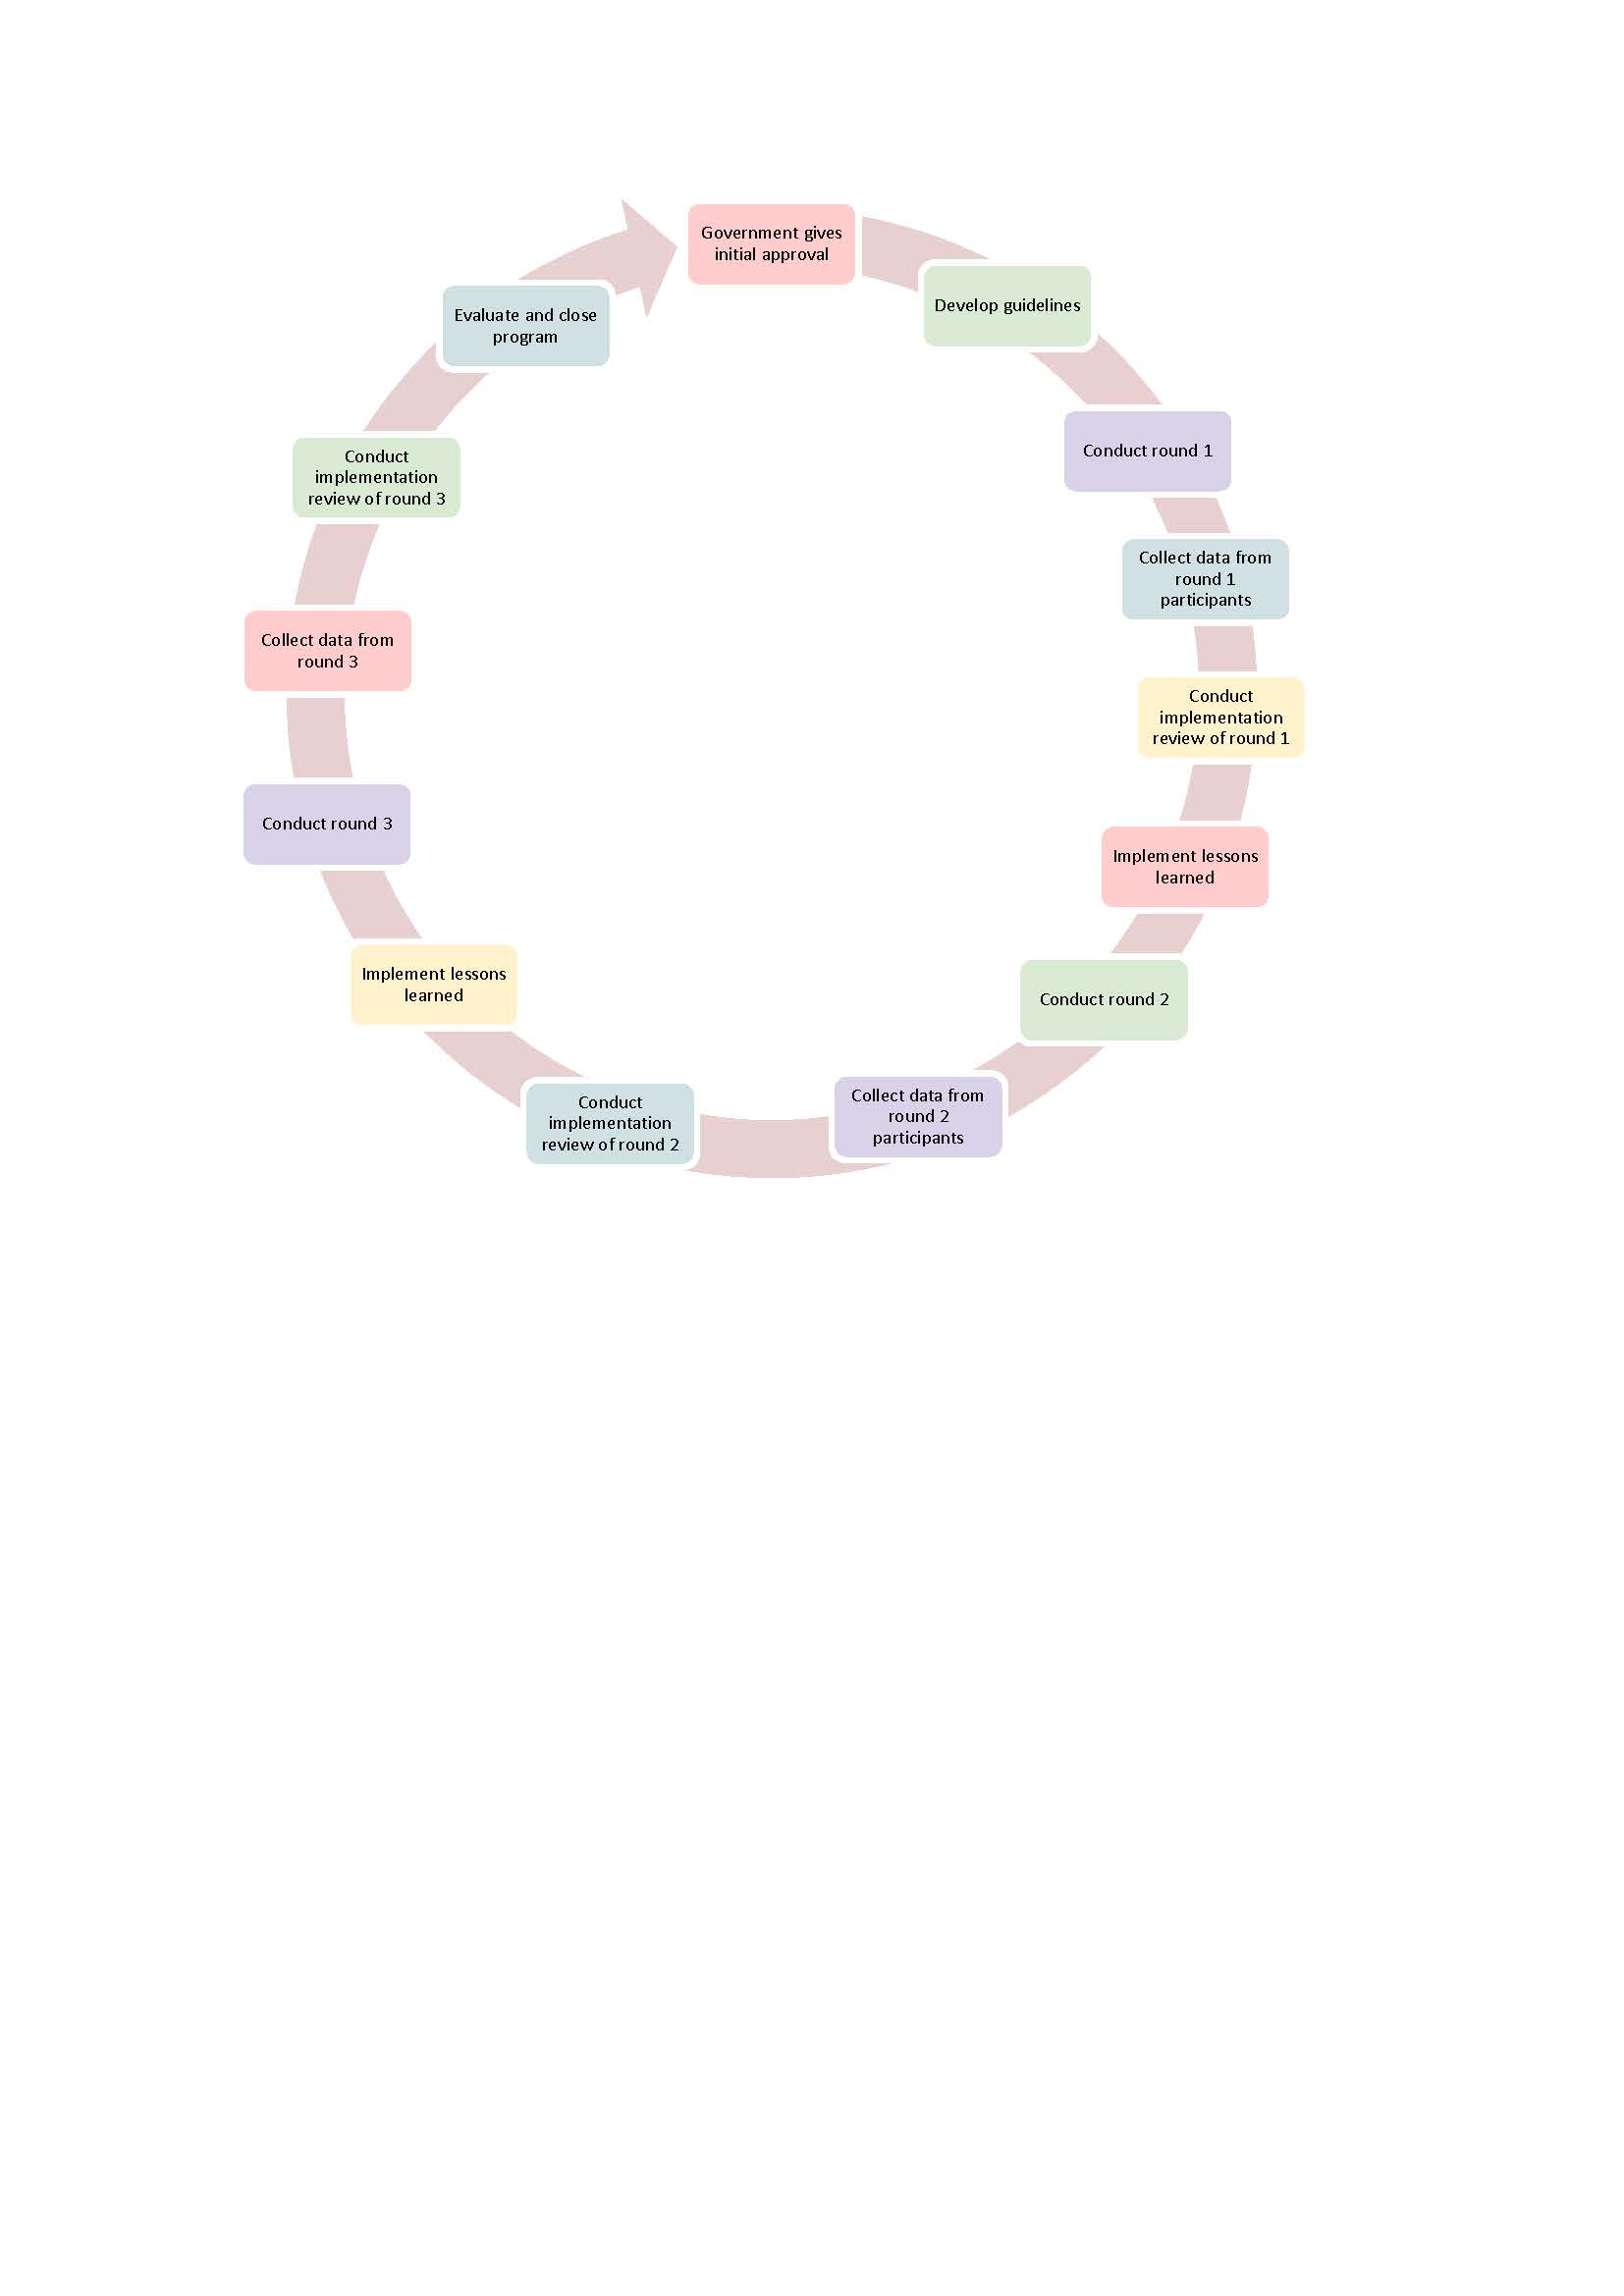 Government gives
initial approval
Develop guidelines
Conduct round 1
Collect data from
round 1
participants
Conduct
implementation
review of round 1
Implement lessons
learned
Conduct round 2
Collect data from
round 2
participants
Conduct
implementation
review of round 2
Implement lessons
learned
Conduct round 3
Collect data from
round 3
Conduct
implementation
review of round 3
Evaluate and close
program